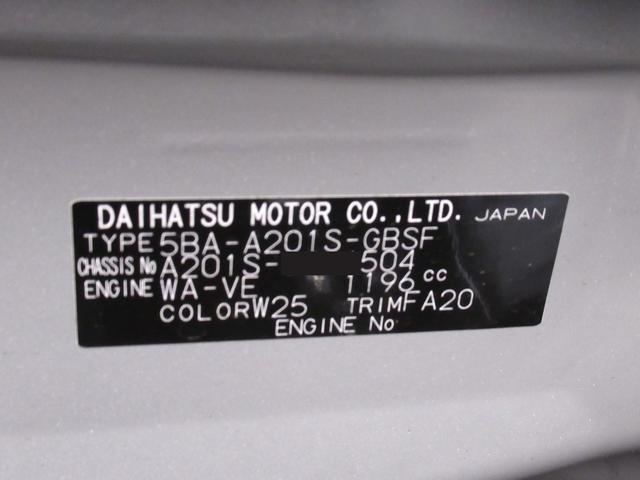 DAIHATSU MOTOR CO.,LTD. JAPAN
TYPE 5BA-A201S-GBSF
CHASSIS No A201S- 504
ENGINE WA-VE 1196 cc
COLOR W25 TRIM FA20
ENGINE No